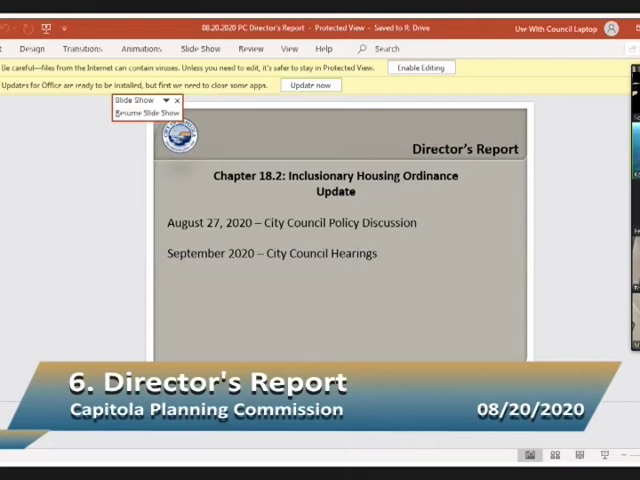 08.20.2020 PC Director's Report - Protected View - Saved to R: Drive
Use With Council Laptop
Design Transitions Animations Slide Show Review View Help Search
Be careful—files from the Internet can contain viruses. Unless you need to edit, it's safer to stay in Protected View. Enable Editing
Updates for Office are ready to be installed, but first we need to close some apps. Update now
Slide Show
Resume Slide Show
Director's Report
Chapter 18.2: Inclusionary Housing Ordinance
Update
August 27, 2020 – City Council Policy Discussion
September 2020 – City Council Hearings
6. Director's Report
Capitola Planning Commission 08/20/2020